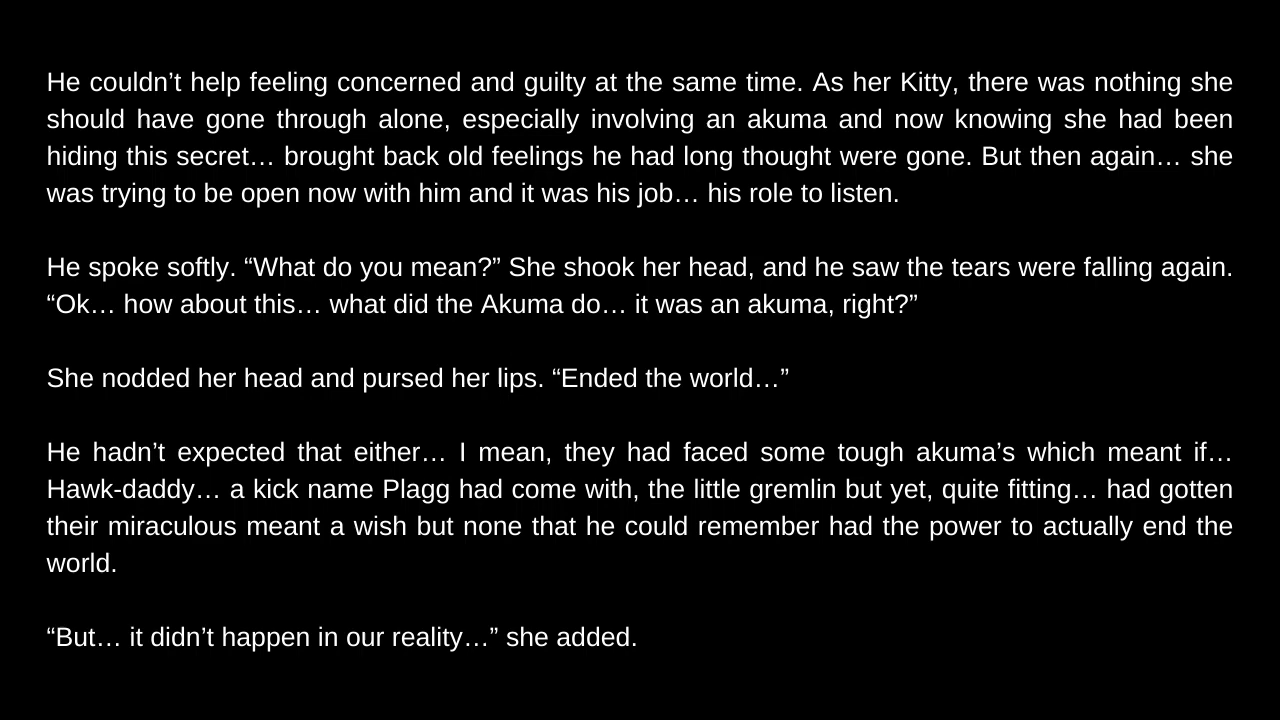 He couldn’t help feeling concerned and guilty at the same time. As her Kitty, there was nothing she
should have gone through alone, especially involving an akuma and now knowing she had been
hiding this secret… brought back old feelings he had long thought were gone. But then again… she
was trying to be open now with him and it was his job… his role to listen.
He spoke softly. “What do you mean?” She shook her head, and he saw the tears were falling again.
“Ok… how about this… what did the Akuma do… it was an akuma, right?”
She nodded her head and pursed her lips. “Ended the world…”
He hadn’t expected that either… I mean, they had faced some tough akuma’s which meant if…
Hawk-daddy… a kick name Plagg had come with, the little gremlin but yet, quite fitting… had gotten
their miraculous meant a wish but none that he could remember had the power to actually end the
world.
“But… it didn’t happen in our reality…” she added.